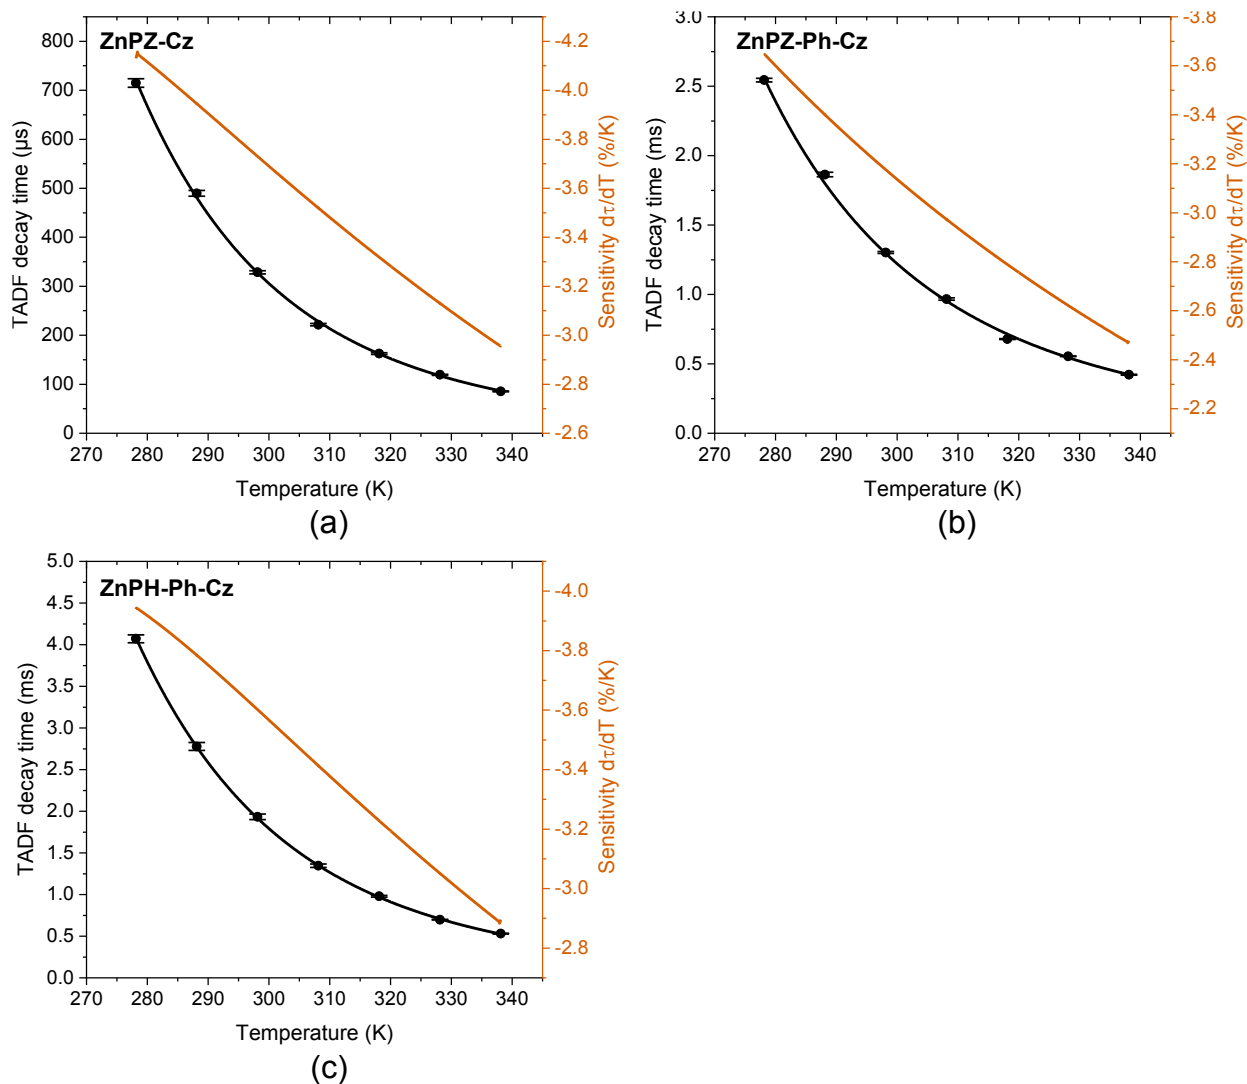 ZnPZ-Cz
800
700
600
500
400
300
200
100
0
TADF decay time (µs)
270 280 290 300 310 320 330 340
Temperature (K)
-4.2
-4.0
-3.8
-3.6
-3.4
-3.2
-3.0
-2.8
-2.6
Sensitivity dτ/dT (%/K)
(a)
ZnPZ-Ph-Cz
3.0
2.5
2.0
1.5
1.0
0.5
0.0
TADF decay time (ms)
270 280 290 300 310 320 330 340
Temperature (K)
-3.8
-3.6
-3.4
-3.2
-3.0
-2.8
-2.6
-2.4
-2.2
Sensitivity dτ/dT (%/K)
(b)
ZnPH-Ph-Cz
5.0
4.5
4.0
3.5
3.0
2.5
2.0
1.5
1.0
0.5
0.0
TADF decay time (ms)
270 280 290 300 310 320 330 340
Temperature (K)
-4.0
-3.8
-3.6
-3.4
-3.2
-3.0
-2.8
Sensitivity dτ/dT (%/K)
(c)